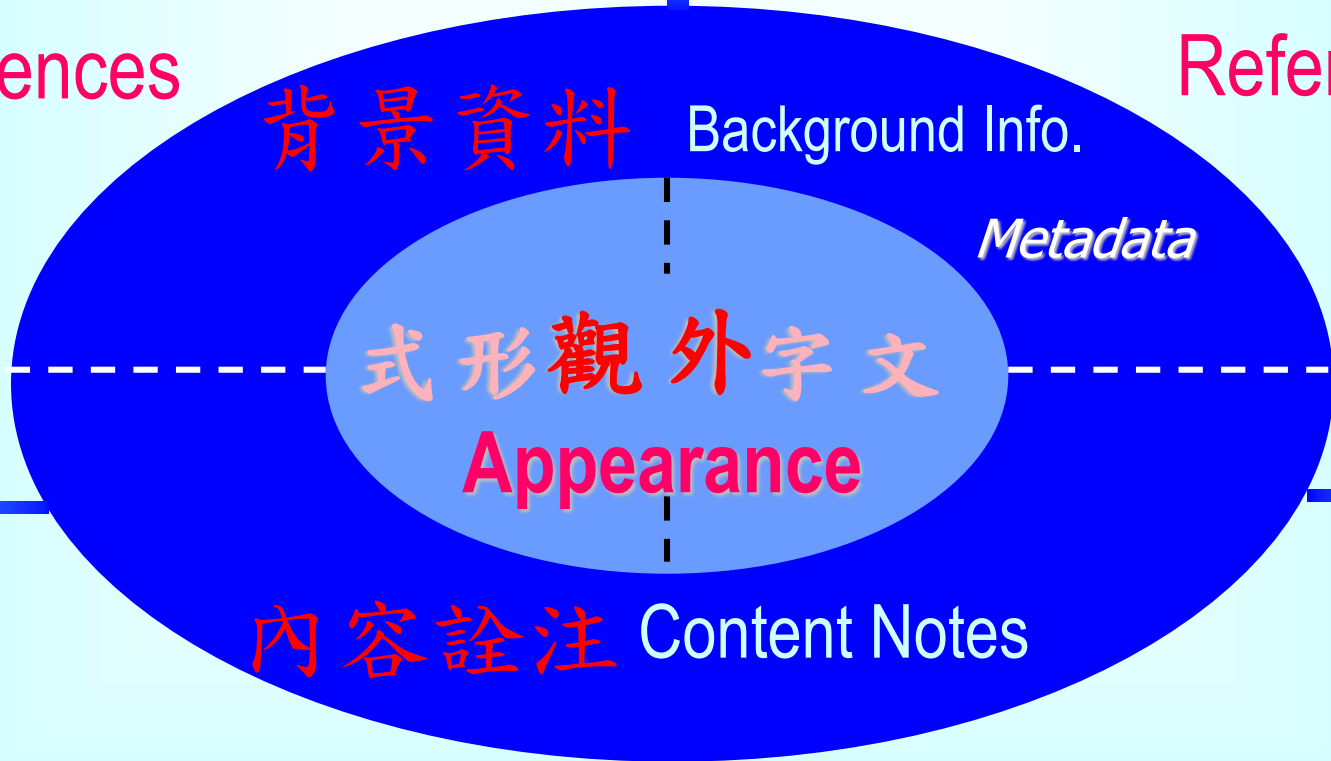 ences
Refer
背景資料 Background Info.
Metadata
式形觀外字文
Appearance
內容詮注 Content Notes